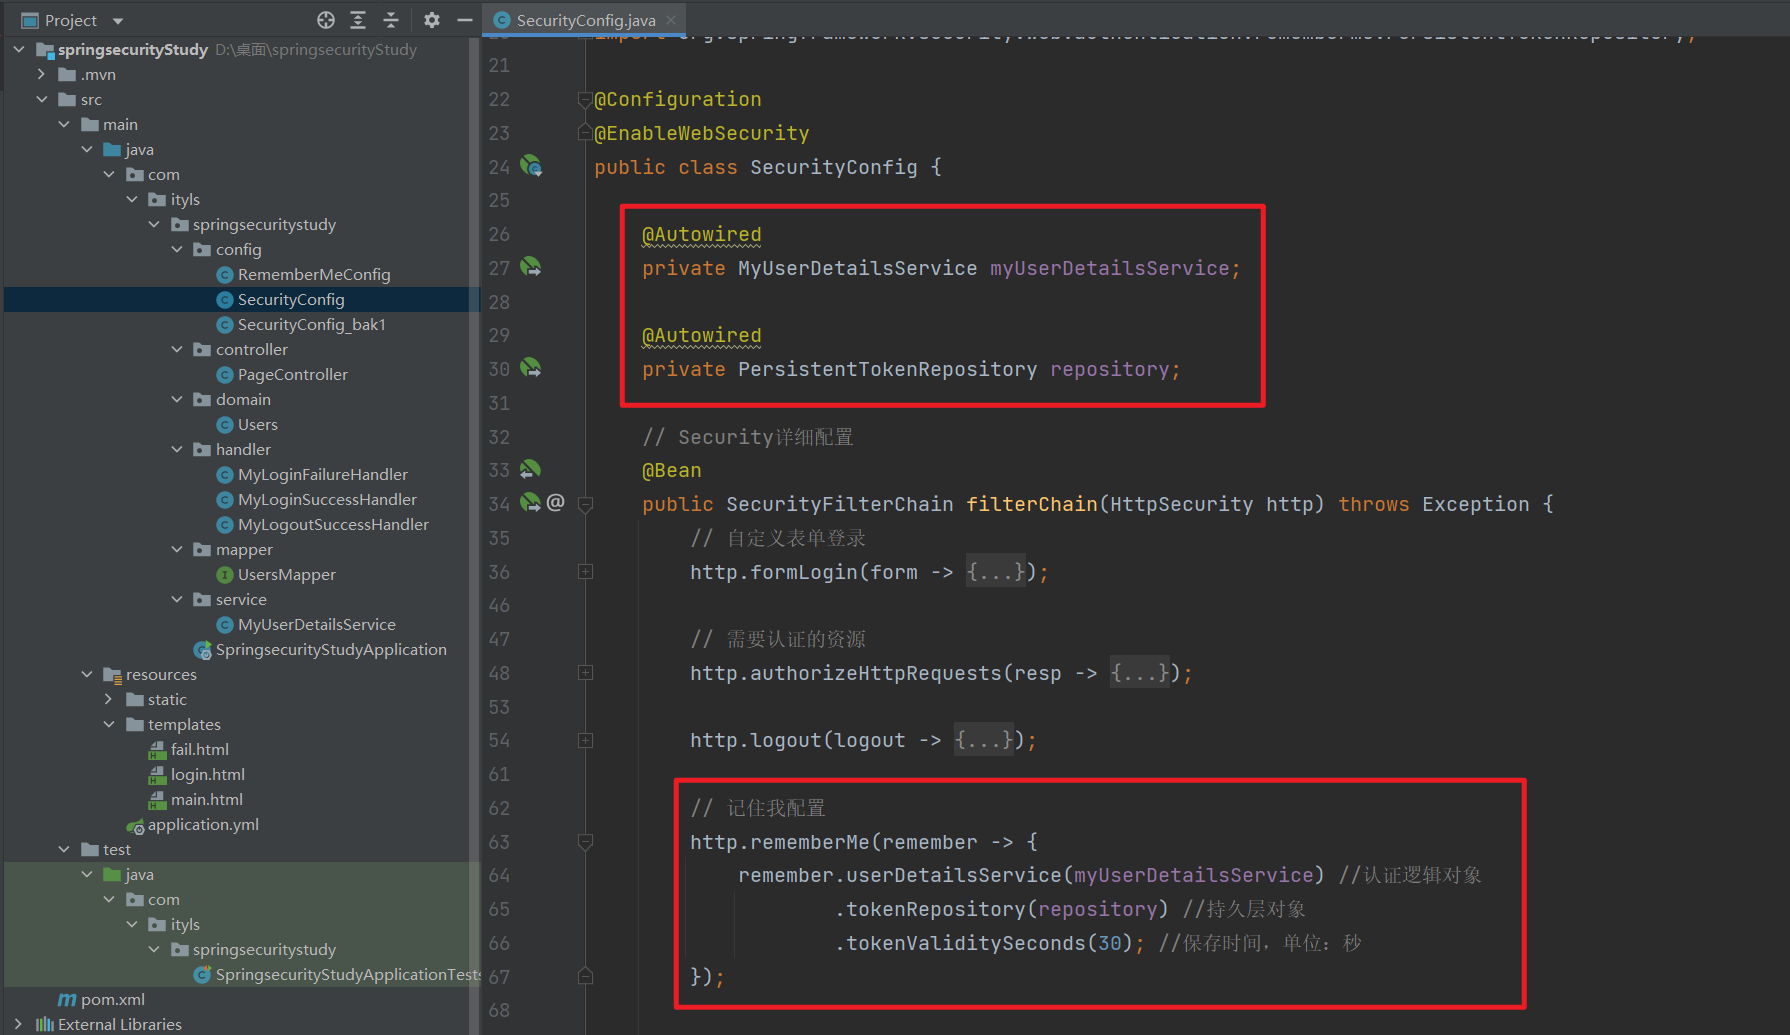 Project
springsecurityStudy D:\桌面\springsecurityStudy
.mvn
src
main
java
com
ityls
springsecuritystudy
config
RememberMeConfig
SecurityConfig
SecurityConfig_bak1
controller
PageController
domain
Users
handler
MyLoginFailureHandler
MyLoginSuccessHandler
MyLogoutSuccessHandler
mapper
UsersMapper
service
MyUserDetailsService
SpringsecurityStudyApplication
resources
static
templates
fail.html
login.html
main.html
application.yml
test
java
com
ityls
springsecuritystudy
SpringsecurityStudyApplicationTests
pom.xml
External Libraries
SecurityConfig.java
21
22 @Configuration
23 @EnableWebSecurity
24 public class SecurityConfig {
25
26 @Autowired
27 private MyUserDetailsService myUserDetailsService;
28
29 @Autowired
30 private PersistentTokenRepository repository;
31
32 // Security详细配置
33 @Bean
34 @ public SecurityFilterChain filterChain(HttpSecurity http) throws Exception {
35 // 自定义表单登录
36 http.formLogin(form -> {...});
46
47 // 需要认证的资源
48 http.authorizeHttpRequests(resp -> {...});
53
54 http.logout(logout -> {...});
61
62 // 记住我配置
63 http.rememberMe(remember -> {
64 remember.userDetailsService(myUserDetailsService) //认证逻辑对象
65 .tokenRepository(repository) //持久层对象
66 .tokenValiditySeconds(30); //保存时间，单位：秒
67 });
68